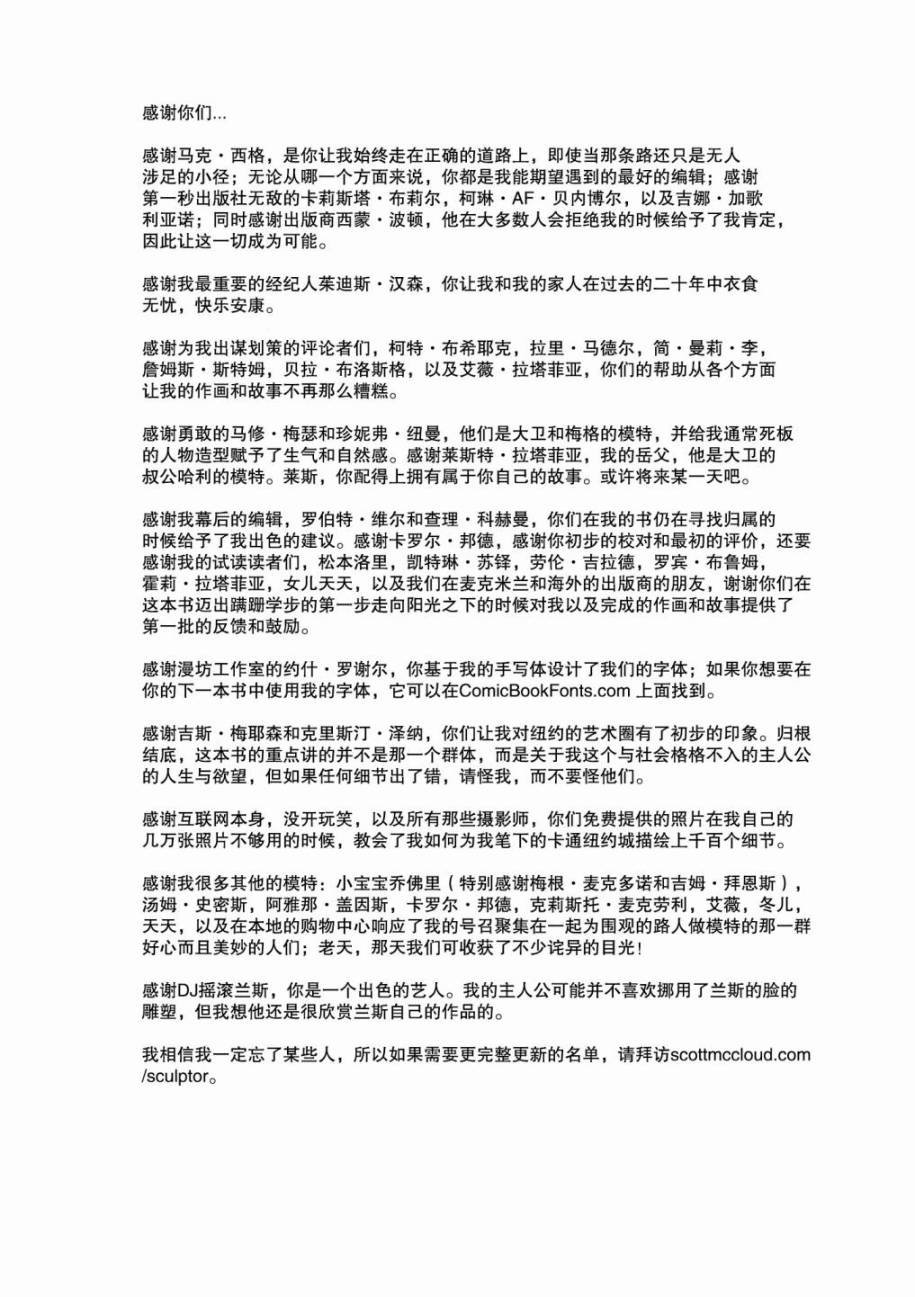 感谢你们...
感谢马克·西格，是你让我始终走在正确的道路上，即使当那条路还只是无人
涉足的小径；无论从哪一个方面来说，你都是我能期望遇到的最好的编辑；感谢
第一秒出版社无敌的卡莉斯塔·布莉尔，柯琳·AF·贝内博尔，以及吉娜·加歌
利亚诺；同时感谢出版商西蒙·波顿，他在大多数人会拒绝我的时候给予了我肯定，
因此让这一切成为可能。
感谢我最重要的经纪人茱迪斯·汉森，你让我和我的家人在过去的二十年中衣食
无忧，快乐安康。
感谢为我出谋划策的评论者们，柯特·布希耶克，拉里·马德尔，简·曼莉·李，
詹姆斯·斯特姆，贝拉·布洛斯格，以及艾薇·拉塔菲亚，你们的帮助从各个方面
让我的作画和故事不再那么糟糕。
感谢勇敢的马修·梅瑟和珍妮弗·纽曼，他们是大卫和梅格的模特，并给我通常死板
的人物造型赋予了生气和自然感。感谢莱斯特·拉塔菲亚，我的岳父，他是大卫的
叔公哈利的模特。莱斯，你配得上拥有属于你自己的故事。或许将来某一天吧。
感谢我幕后的编辑，罗伯特·维尔和查理·科赫曼，你们在我的书仍在寻找归属的
时候给予了我出色的建议。感谢卡罗尔·邦德，感谢你初步的校对和最初的评价，还要
感谢我的试读读者们，松本洛里，凯特琳·苏铎，劳伦·吉拉德，罗宾·布鲁姆，
霍莉·拉塔菲亚，女儿天天，以及我们在麦克米兰和海外的出版商的朋友，谢谢你们在
这本书迈出蹒跚学步的第一步走向阳光之下的时候对我以及完成的作画和故事提供了
第一批的反馈和鼓励。
感谢漫坊工作室的约什·罗谢尔，你基于我的手写体设计了我们的字体；如果你想要在
你的下一本书中使用我的字体，它可以在ComicBookFonts.com 上面找到。
感谢吉斯·梅耶森和克里斯汀·泽纳，你们让我对纽约的艺术圈有了初步的印象。归根
结底，这本书的重点讲的并不是那一个群体，而是关于我这个与社会格格不入的主人公
的人生与欲望，但如果任何细节出了错，请怪我，而不要怪他们。
感谢互联网本身，没开玩笑，以及所有那些摄影师，你们免费提供的照片在我自己的
几万张照片不够用的时候，教会了我如何为我笔下的卡通纽约城描绘上千百个细节。
感谢我很多其他的模特：小宝宝乔佛里（特别感谢梅根·麦克多诺和吉姆·拜恩斯），
汤姆·史密斯，阿雅那·盖因斯，卡罗尔·邦德，克莉斯托·麦克劳利，艾薇，冬儿，
天天，以及在本地的购物中心响应了我的号召聚集在一起为围观的路人做模特的那一群
好心而且美妙的人们；老天，那天我们可收获了不少诧异的目光！
感谢DJ摇滚兰斯，你是一个出色的艺人。我的主人公可能并不喜欢挪用了兰斯的脸的
雕塑，但我想他还是很欣赏兰斯自己的作品的。
我相信我一定忘了某些人，所以如果需要更完整更新的名单，请拜访scottmccloud.com
/sculptor。